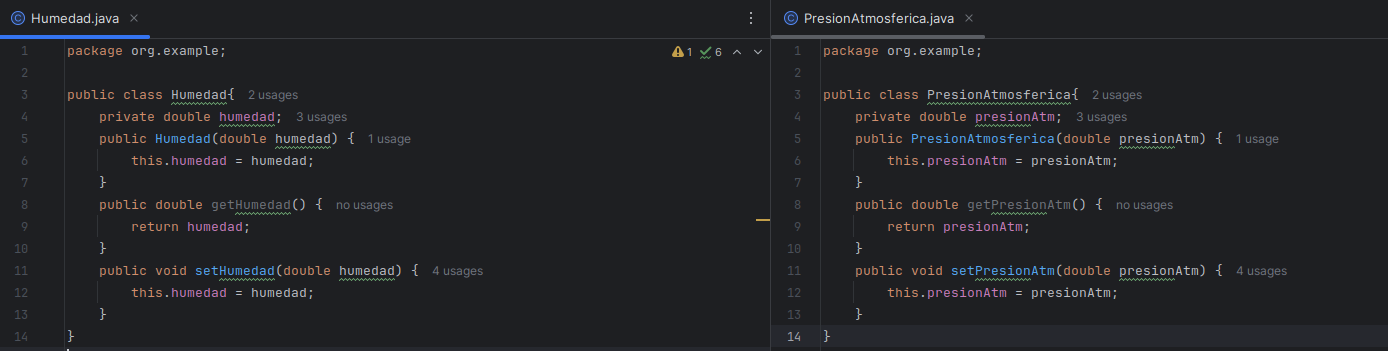 Humedad.java
1 package org.example;
2
3 public class Humedad{ 2 usages
4 private double humedad; 3 usages
5 public Humedad(double humedad) { 1 usage
6 this.humedad = humedad;
7 }
8 public double getHumedad() { no usages
9 return humedad;
10 }
11 public void setHumedad(double humedad) { 4 usages
12 this.humedad = humedad;
13 }
14 }
1 6
PresionAtmosferica.java
1 package org.example;
2
3 public class PresionAtmosferica{ 2 usages
4 private double presionAtm; 3 usages
5 public PresionAtmosferica(double presionAtm) { 1 usage
6 this.presionAtm = presionAtm;
7 }
8 public double getPresionAtm() { no usages
9 return presionAtm;
10 }
11 public void setPresionAtm(double presionAtm) { 4 usages
12 this.presionAtm = presionAtm;
13 }
14 }